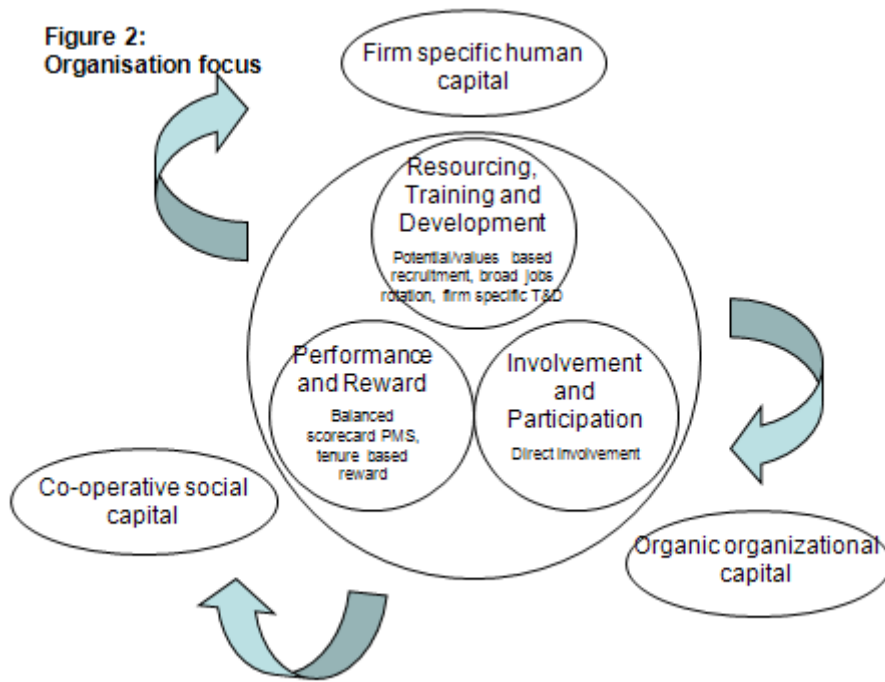 Figure 2:
Organisation focus
Firm specific human
capital
Resourcing,
Training and
Development
Potential/values based
recruitment, broad jobs
rotation, firm specific T&D
Performance
and Reward
Balanced
scorecard PMS,
tenure based
reward
Involvement
and
Participation
Direct involvement
Co-operative social
capital
Organic organizational
capital